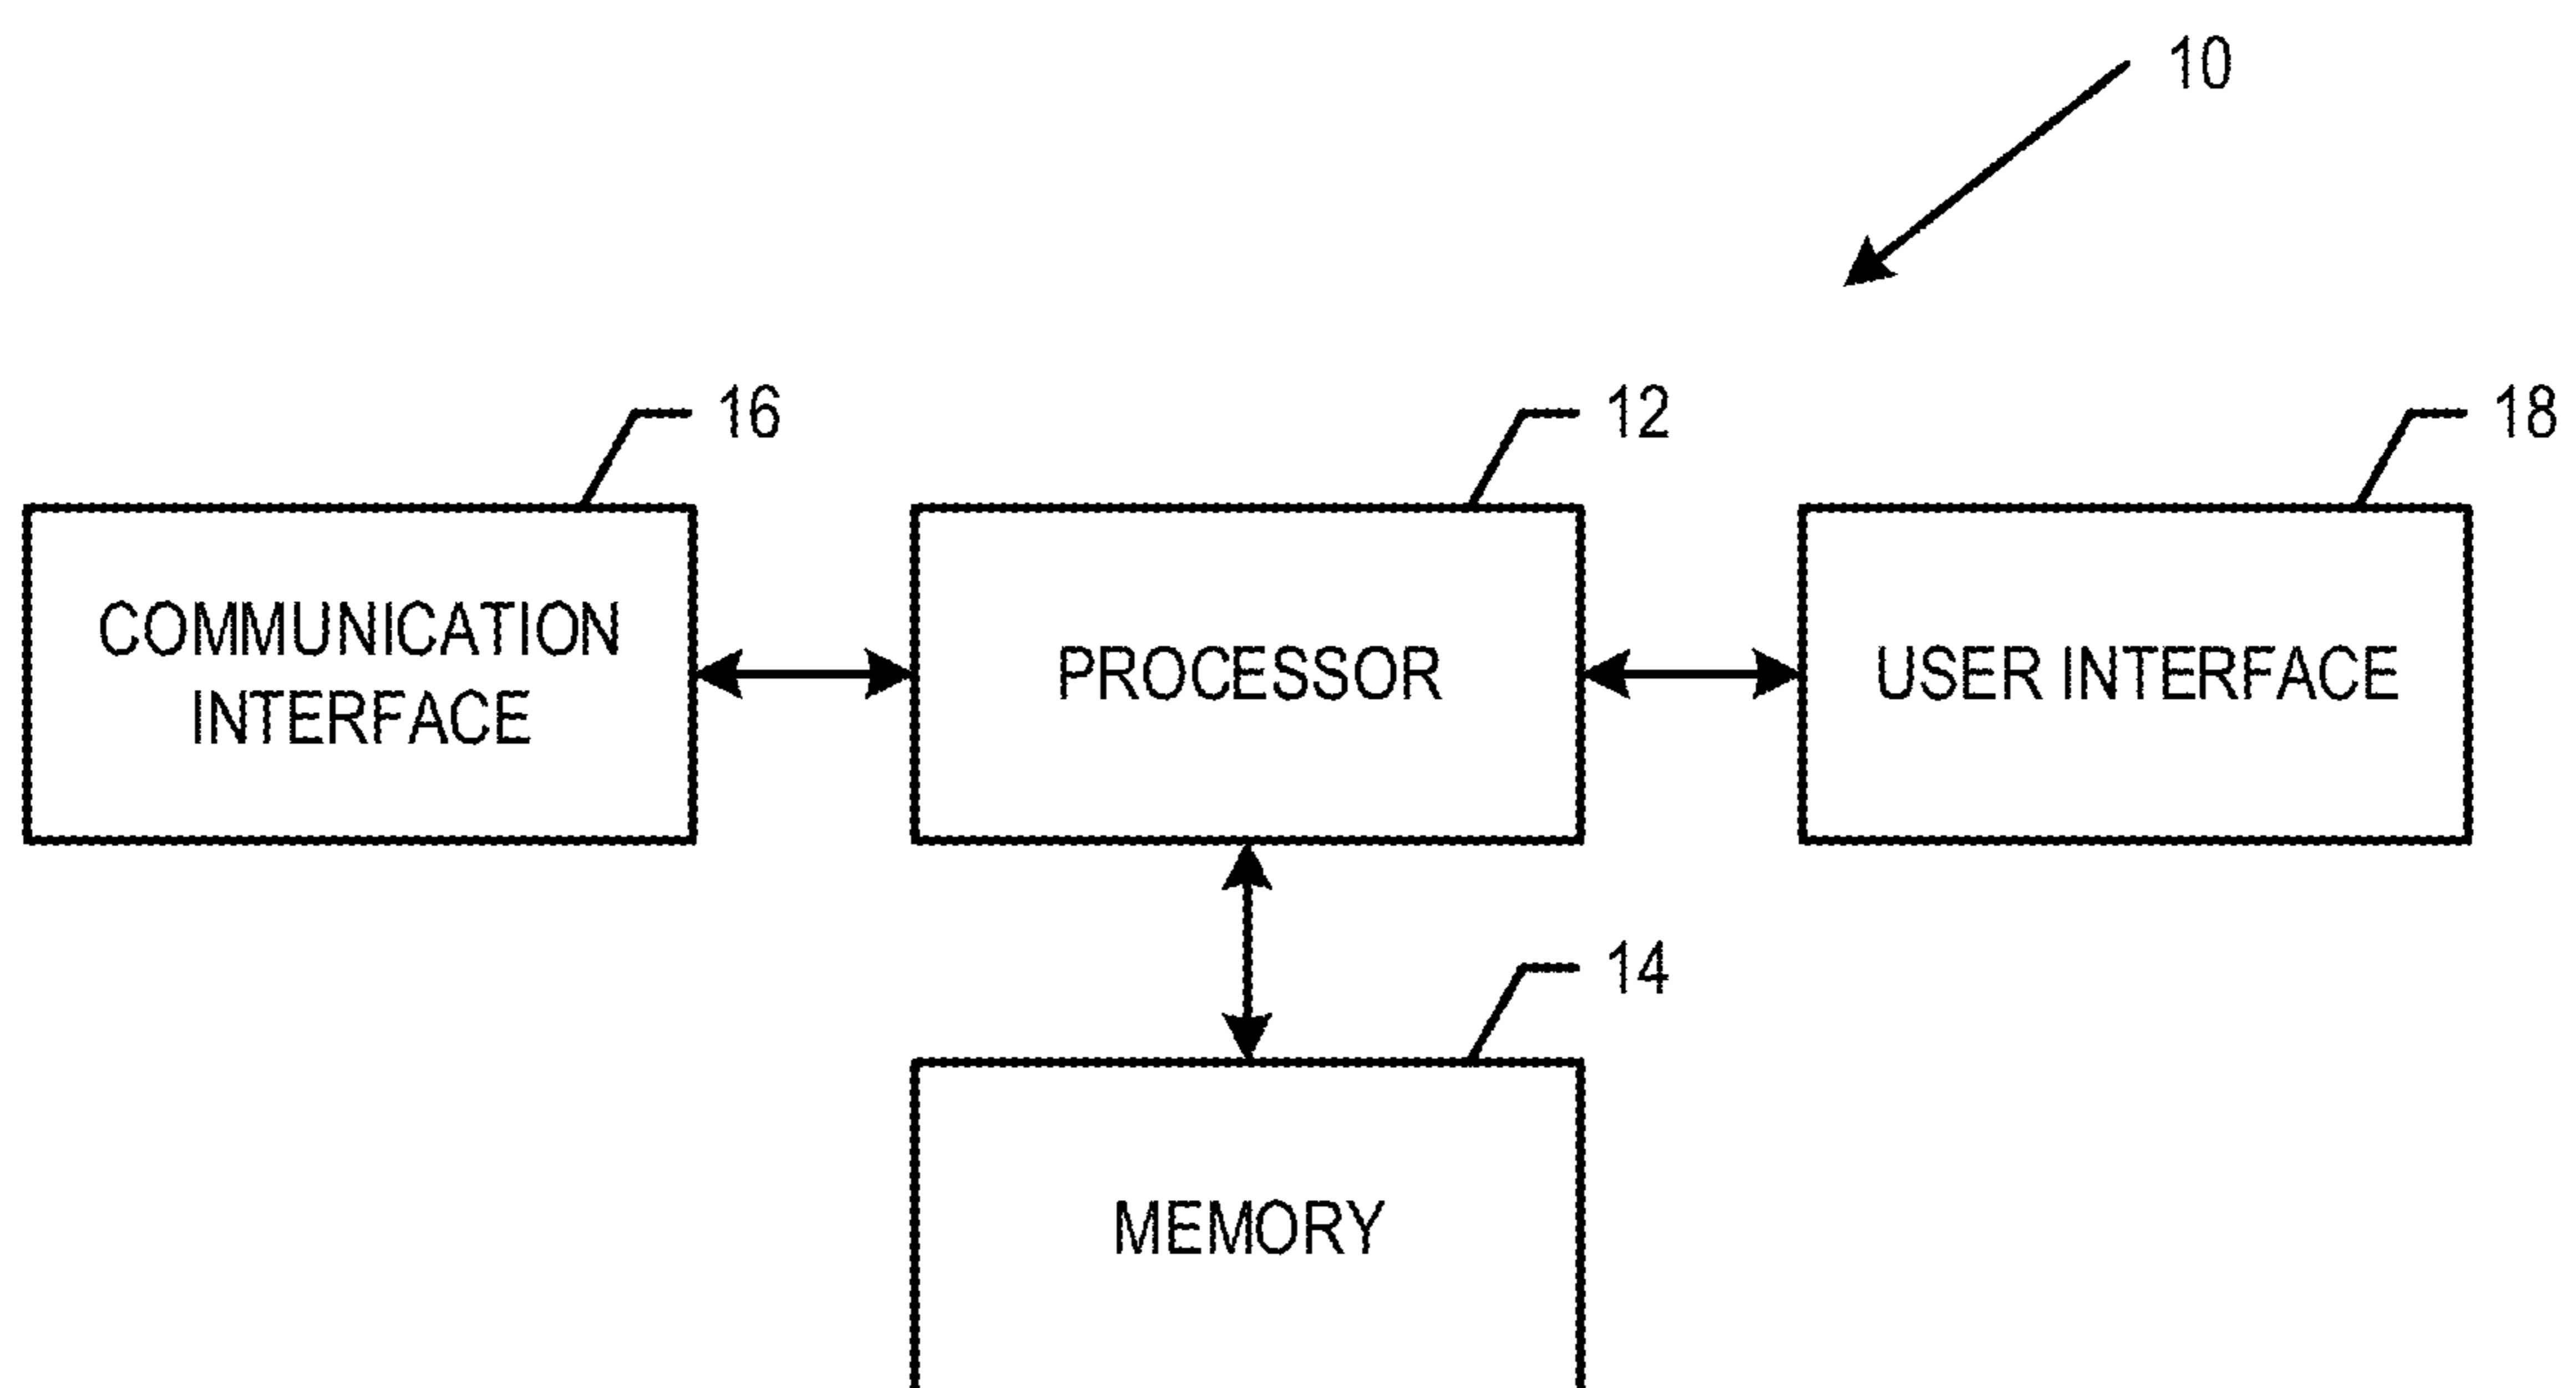 10
16
12
18
COMMUNICATION
INTERFACE
PROCESSOR
USER INTERFACE
14
MEMORY